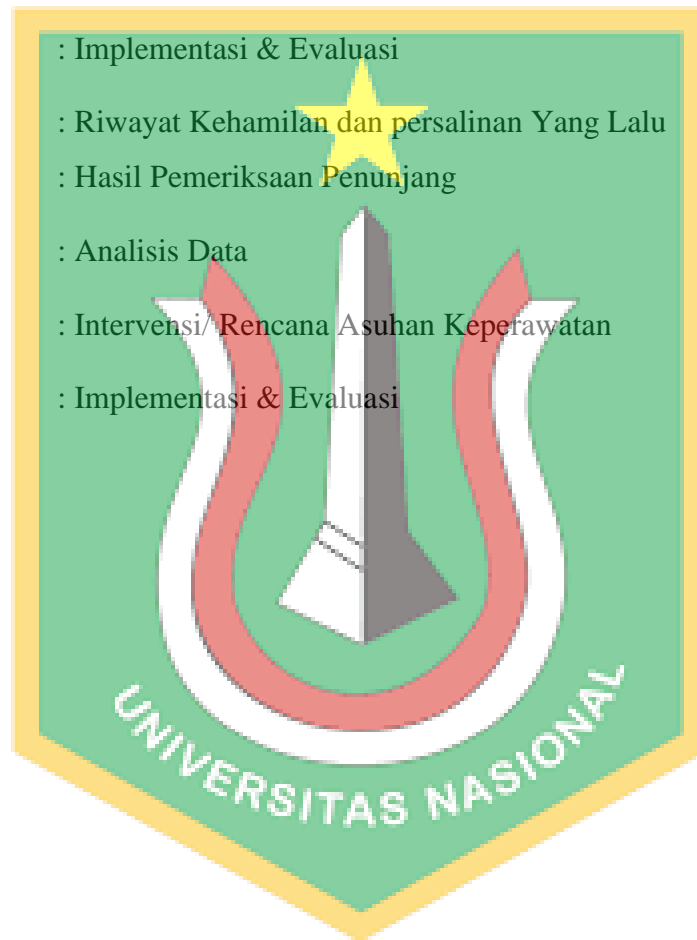 : Implementasi & Evaluasi
: Riwayat Kehamilan dan persalinan Yang Lalu
: Hasil Pemeriksaan Penunjang
: Analisis Data
: Intervensi/ Rencana Asuhan Keperawatan
: Implementasi & Evaluasi
UNIVERSITAS NASIONAL